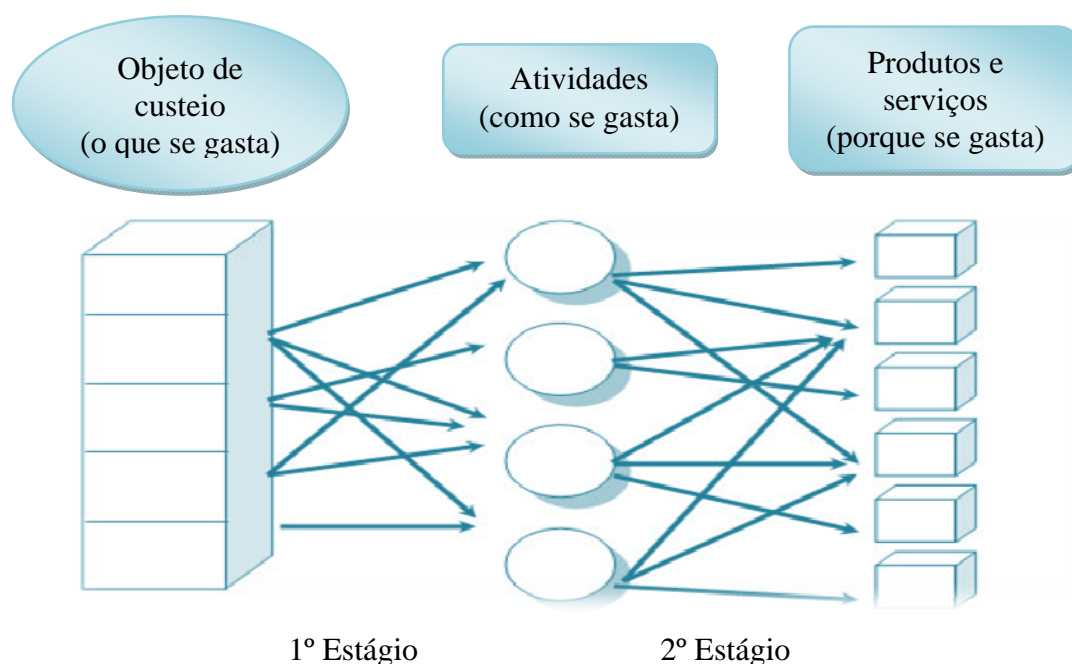 Objeto de
custeio
(o que se gasta)
Atividades
(como se gasta)
Produtos e
serviços
(porque se gasta)
1º Estágio
2º Estágio